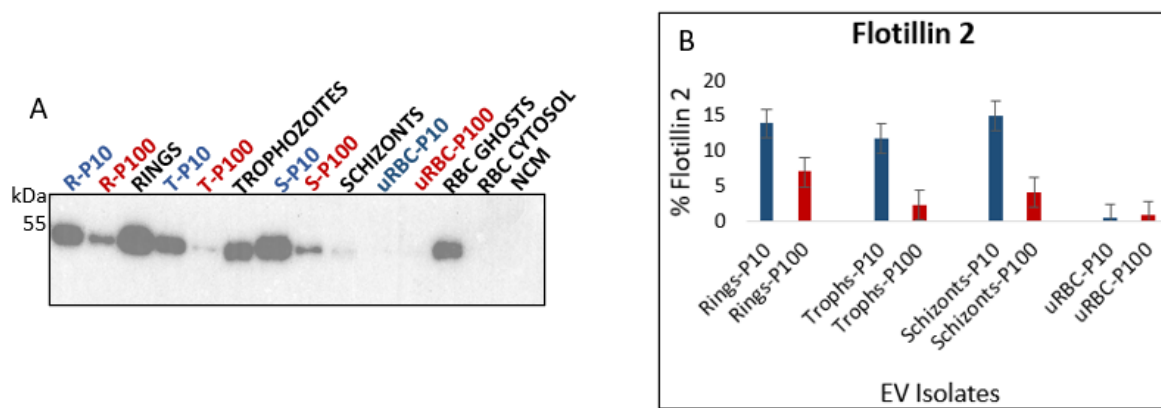 A
R-P10
R-P100
RINGS
T-P10
T-P100
TROPHOZOITES
S-P10
S-P100
SCHIZONTS
uRBC-P10
uRBC-P100
RBC GHOSTS
RBC CYTOSOL
NCM
kDa
55
B
Flotillin 2
% Flotillin 2
20
15
10
5
0
Rings-P10
Rings-P100
Trophs-P10
Trophs-P100
Schizonts-P10
Schizonts-P100
uRBC-P10
uRBC-P100
EV Isolates